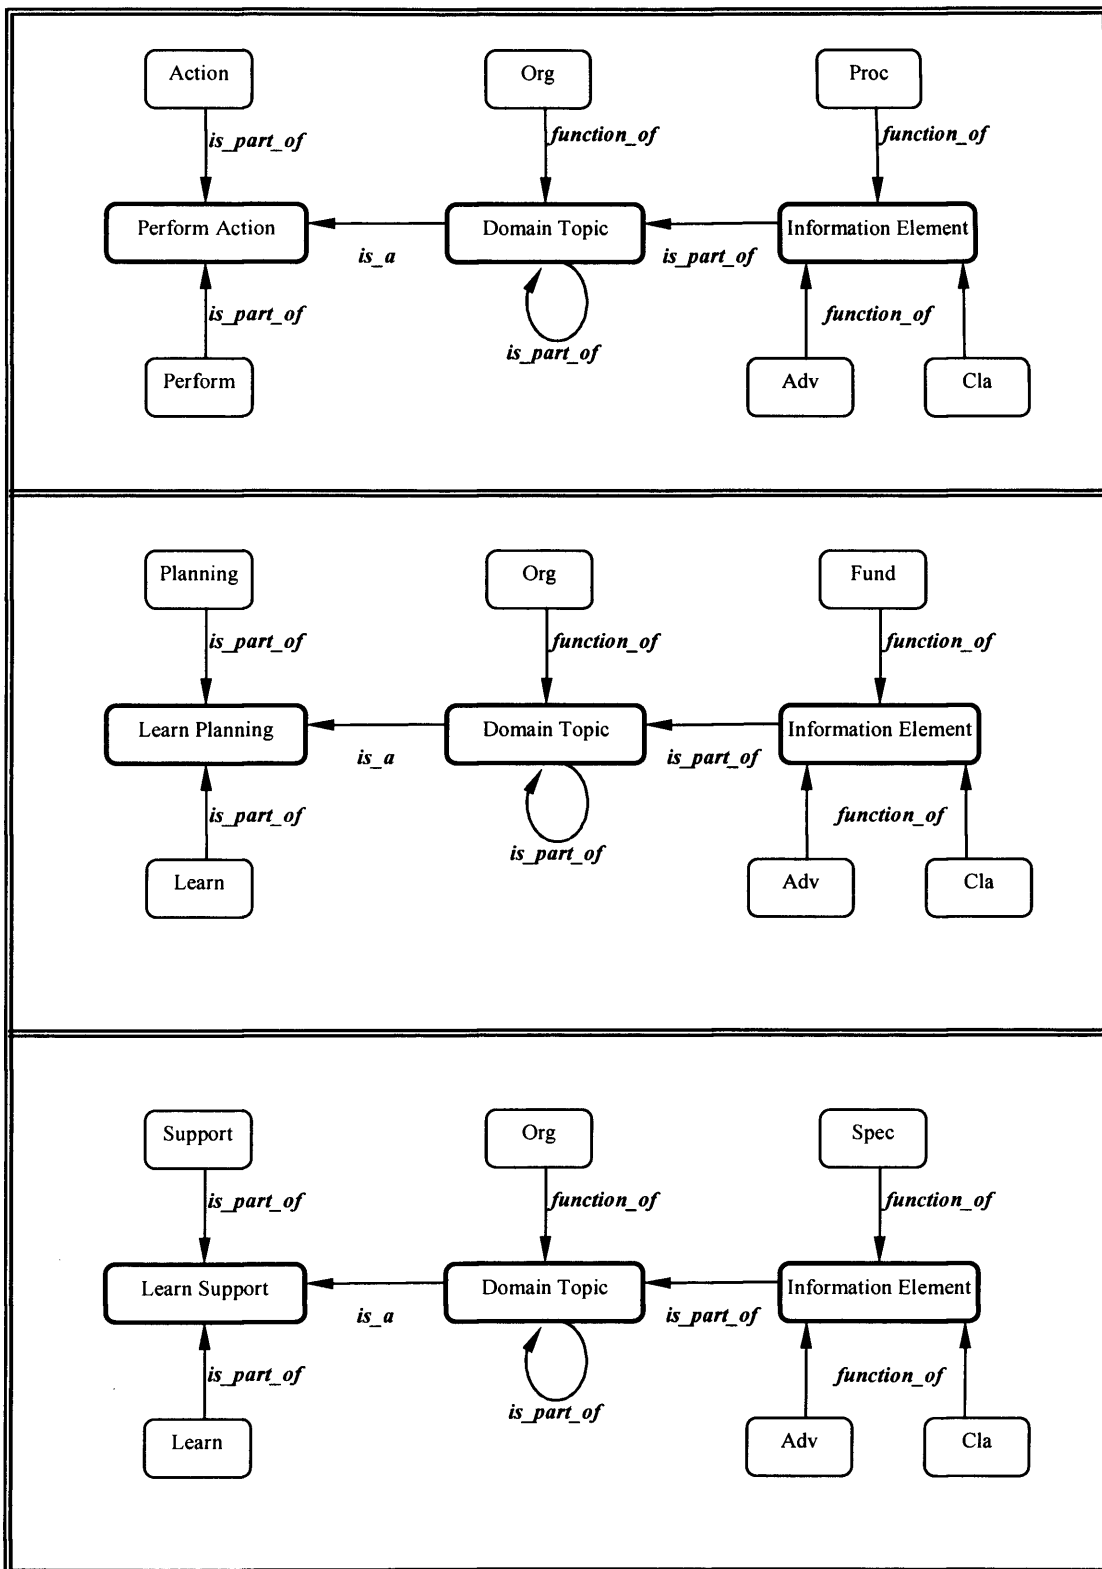 Action Org Proc
is_part_of function_of function_of
Perform Action Domain Topic Information Element
is_a is_part_of
is_part_of function_of
is_part_of
Perform Adv Cla
Planning Org Fund
is_part_of function_of function_of
Learn Planning Domain Topic Information Element
is_a is_part_of
is_part_of function_of
is_part_of
Learn Adv Cla
Support Org Spec
is_part_of function_of function_of
Learn Support Domain Topic Information Element
is_a is_part_of
is_part_of function_of
is_part_of
Learn Adv Cla